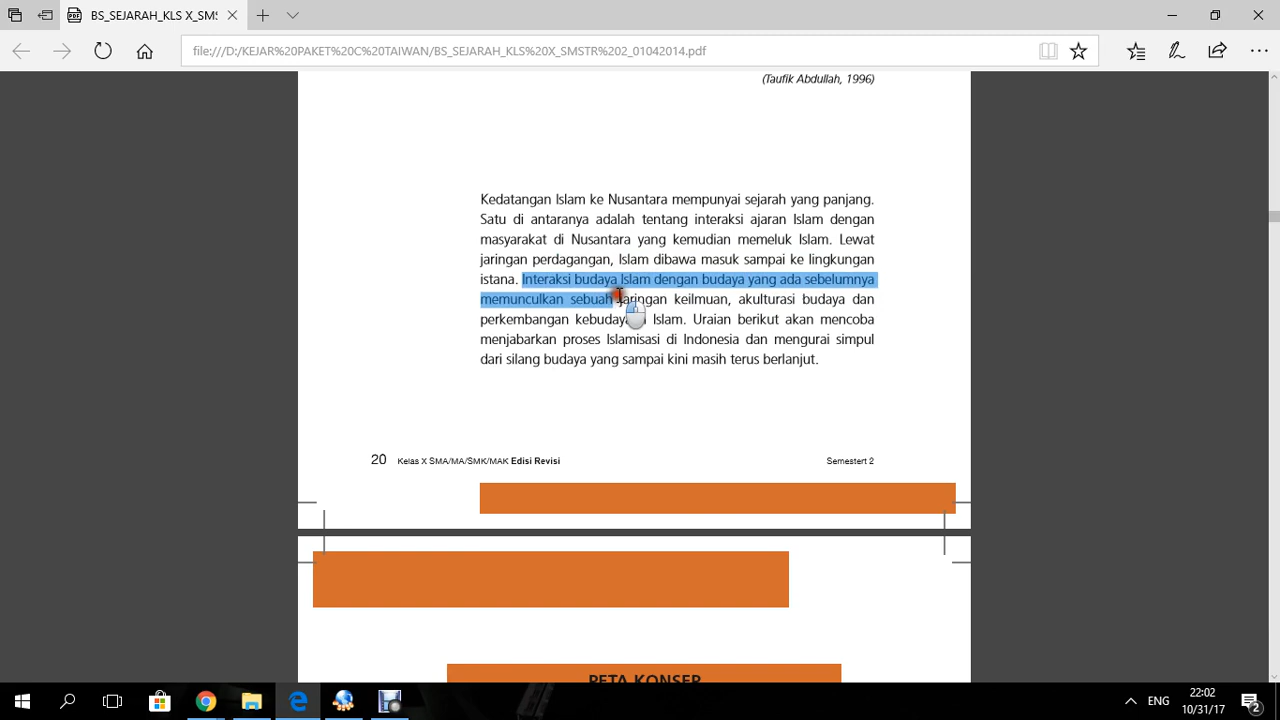 BS_SEJARAH_KLS X_SMS
file:///D:/KEJAR%20PAKET%20C%20TAIWAN/BS_SEJARAH_KLS%20X_SMSTR%202_01042014.pdf
(Taufik Abdullah, 1996)
Kedatangan Islam ke Nusantara mempunyai sejarah yang panjang.
Satu di antaranya adalah tentang interaksi ajaran Islam dengan
masyarakat di Nusantara yang kemudian memeluk Islam. Lewat
jaringan perdagangan, Islam dibawa masuk sampai ke lingkungan
istana. Interaksi budaya Islam dengan budaya yang ada sebelumnya
memunculkan sebuah jaringan keilmuan, akulturasi budaya dan
perkembangan kebudayaan Islam. Uraian berikut akan mencoba
menjabarkan proses Islamisasi di Indonesia dan mengurai simpul
dari silang budaya yang sampai kini masih terus berlanjut.
20 Kelas X SMA/MA/SMK/MAK Edisi Revisi
Semestert 2
PETA KONSEP
ENG
22:02
10/31/17
2